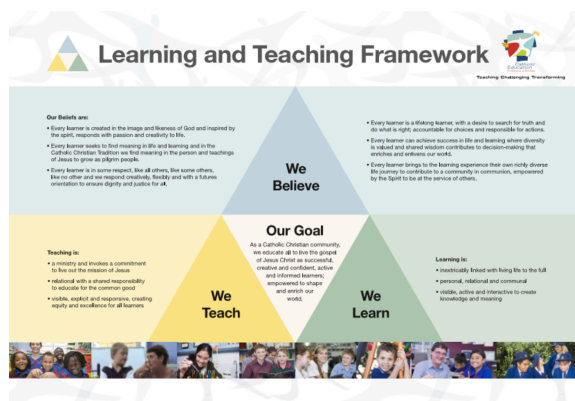 Learning and Teaching Framework
Catholic
Education
Teaching Challenging Transforming
Our Beliefs are:
• Every learner is created in the image and likeness of God and inspired by
the spirit, responds with passion and creativity to life.
• Every learner seeks to find meaning in life and learning and in the
Catholic Christian Tradition we find meaning in the person and teachings
of Jesus to grow as pilgrim people.
• Every learner is in some respect, like all others, like some others,
like no other and we respond creatively, flexibly and with a futures
orientation to ensure dignity and justice for all.
• Every learner is a lifelong learner, with a desire to search for truth and
do what is right; accountable for choices and responsible for actions.
• Every learner can achieve success in life and learning where diversity
is valued and shared wisdom contributes to decision-making that
enriches and enlivens our world.
• Every learner brings to the learning experience their own richly diverse
life journey to contribute to a community in communion, empowered
by the Spirit to be at the service of others.
We
Believe
Our Goal
As a Catholic Christian community,
we educate all to live the gospel
of Jesus Christ as successful,
creative and confident, active
and informed learners;
empowered to shape
and enrich our
world.
Teaching is:
• a ministry and invokes a commitment
to live out the mission of Jesus
• relational with a shared responsibility
to educate for the common good
• visible, explicit and responsive, creating
equity and excellence for all learners
We
Teach
We
Learn
Learning is:
• inextricably linked with living life to the full
• personal, relational and communal
• visible, active and interactive to create
knowledge and meaning